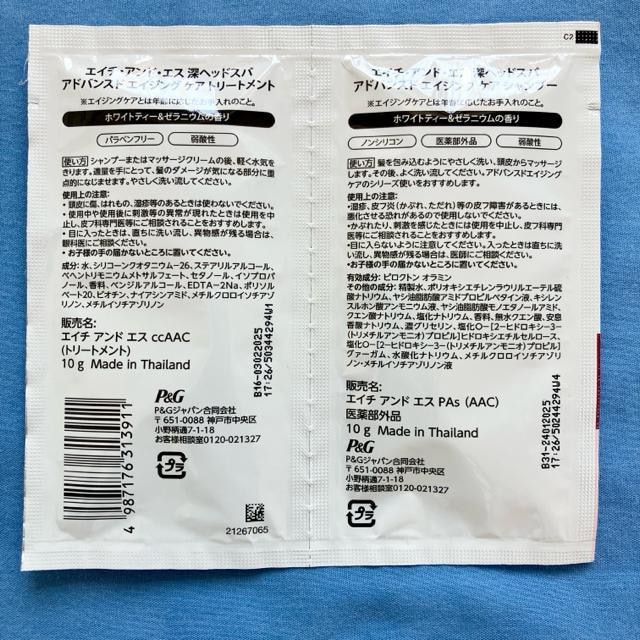 エイチ・アンド・エス 深ヘッドスパ
アドバンスド エイジング ケア トリートメント
※エイジングケアとは年齢に応じたお手入れのこと。
ホワイトティー&ゼラニウムの香り
パラベンフリー 弱酸性
使い方 シャンプーまたはマッサージクリームの後、軽く水気を
きります。適量を手にとって、髪のダメージが気になる部分に重
点的になじませます。やさしく洗い流してください。
使用上の注意:
・頭皮に傷、はれもの、湿疹等のあるときは使わないでください。
・使用中や使用後に刺激等の異常が現れたときは使用を中
止し、皮フ科専門医等にご相談されることをおすすめします。
・目に入ったときは、直ちに洗い流し、異物感が残る場合は、
眼科医にご相談ください。
・お子様の手の届かないところに置いてください。
成分: 水、シリコーンクオタニウム-26、ステアリルアルコール、
ベヘントリモニウムメトサルフェート、セタノール、イソプロパ
ノール、香料、ベンジルアルコール、EDTA-2Na、ポリソル
ベート20、ビオチン、ナイアシンアミド、メチルクロロイソチアゾ
リノン、メチルイソチアゾリノン
販売名:
エイチ アンド エス ccAAC
(トリートメント)
10 g Made in Thailand
B16-03022025
17:26/50344294W1
4 987176 313911
P&G
P&Gジャパン合同会社
〒651-0088 神戸市中央区
小野柄通7-1-18
お客様相談室0120-021327
プラ
21267065
C2
エイチ・アンド・エス 深ヘッドスパ
アドバンスド エイジング ケア シャンプー
※エイジングケアとは年齢に応じたお手入れのこと。
ホワイトティー&ゼラニウムの香り
ノンシリコン 医薬部外品 弱酸性
使い方 髪を包み込むようにやさしく洗い、頭皮からマッサージ
します。その後、よく洗い流してください。アドバンスドエイジング
ケアのシリーズ使いをおすすめします。
使用上の注意:
・湿疹、皮フ炎(かぶれ、ただれ)等の皮フ障害があるときには、
悪化させる恐れがあるので使用しないでください。
・かぶれたり、刺激を感じたときには使用を中止し、皮フ科専門
医等にご相談されることをおすすめします。
・目に入らないように注意してください。入ったときは直ちに洗
い流し、異物感が残る場合は、医師にご相談ください。
・お子様の手の届かないところに置いてください。
有効成分: ピロクトン オラミン
その他の成分: 精製水、ポリオキシエチレンラウリルエーテル硫
酸ナトリウム、ヤシ油脂肪酸アミドプロピルベタイン液、キシレン
スルホン酸アンモニウム液、ヤシ油脂肪酸モノエタノールアミド、
クエン酸ナトリウム、塩化ナトリウム、香料、無水クエン酸、安息
香酸ナトリウム、濃グリセリン、塩化O-[2-ヒドロキシ-3-
(トリメチルアンモニオ)プロピル]ヒドロキシエチルセルロース、
塩化O-[2-ヒドロキシ-3-(トリメチルアンモニオ)プロピル]
グァーガム、水酸化ナトリウム、メチルクロロイソチアゾリノ
ン・メチルイソチアゾリノン液
販売名:
エイチ アンド エス PAs (AAC)
医薬部外品
10 g Made in Thailand
B31-24012025
17:26/50244294W4
P&G
P&Gジャパン合同会社
〒651-0088 神戸市中央区
小野柄通7-1-18
お客様相談室0120-021327
プラ